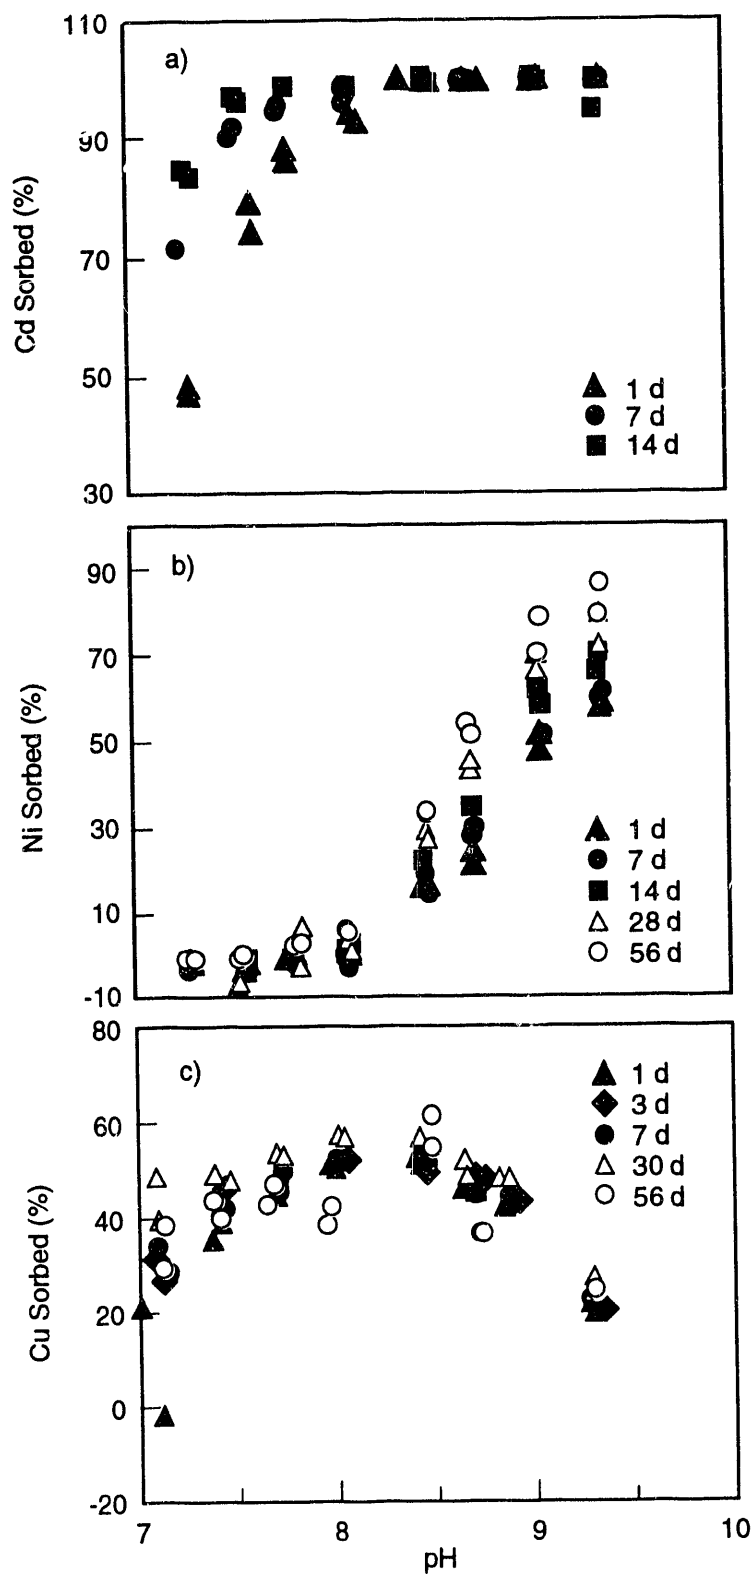 110
a)
90
70
50
30
Cd Sorbed (%)
1 d
7 d
14 d
b)
90
70
50
30
10
-10
Ni Sorbed (%)
1 d
7 d
14 d
28 d
56 d
c)
80
60
40
20
0
-20
Cu Sorbed (%)
1 d
3 d
7 d
30 d
56 d
7 8 9 10
pH